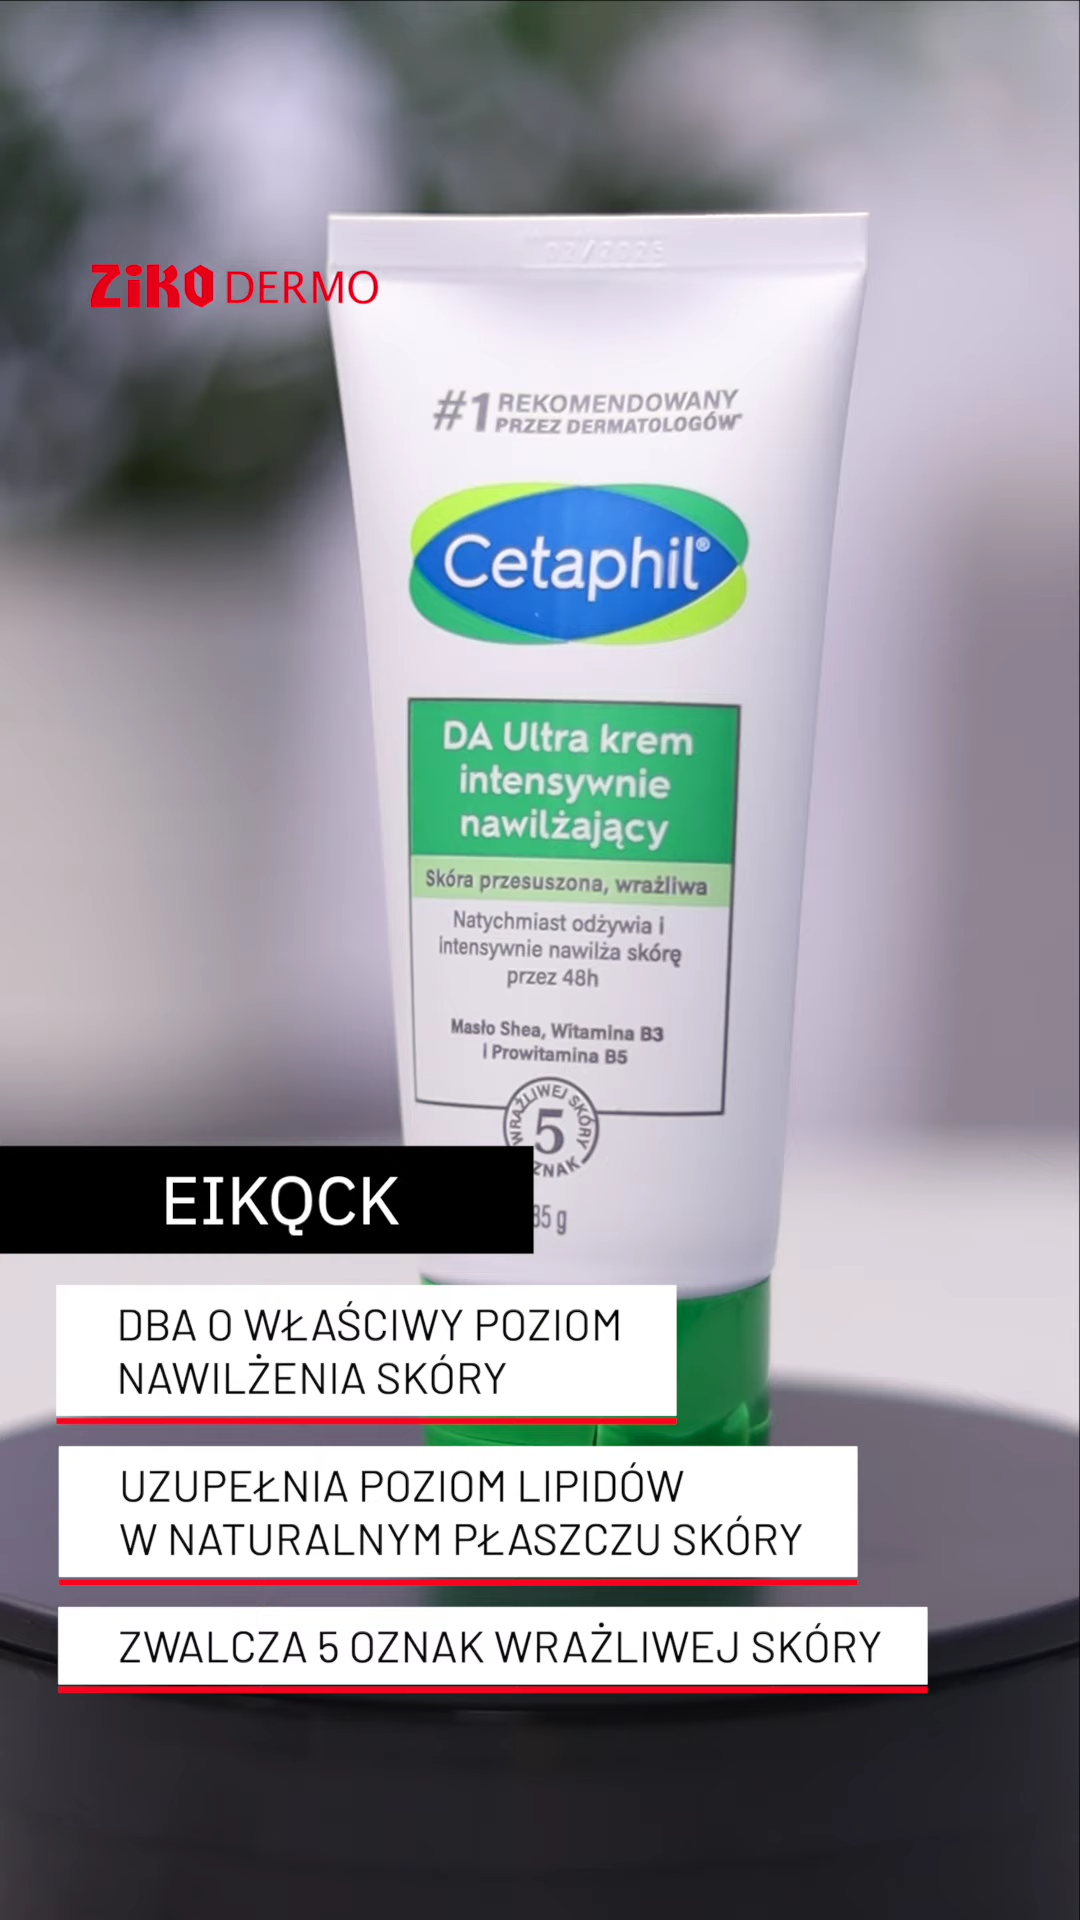 ZIKO DERMO
#1 REKOMENDOWANY
PRZEZ DERMATOLOGÓW
Cetaphil®
DA Ultra krem
intensywnie
nawilżający
Skóra przesuszona, wrażliwa
Natychmiast odżywia i
intensywnie nawilża skórę
przez 48h
Masło Shea, Witamina B3
i Prowitamina B5
WRAŻLIWEJ SKÓRY
5
EIKQCK
DBA O WŁAŚCIWY POZIOM
NAWILŻENIA SKÓRY
UZUPEŁNIA POZIOM LIPIDÓW
W NATURALNYM PŁASZCZU SKÓRY
ZWALCZA 5 OZNAK WRAŻLIWEJ SKÓRY